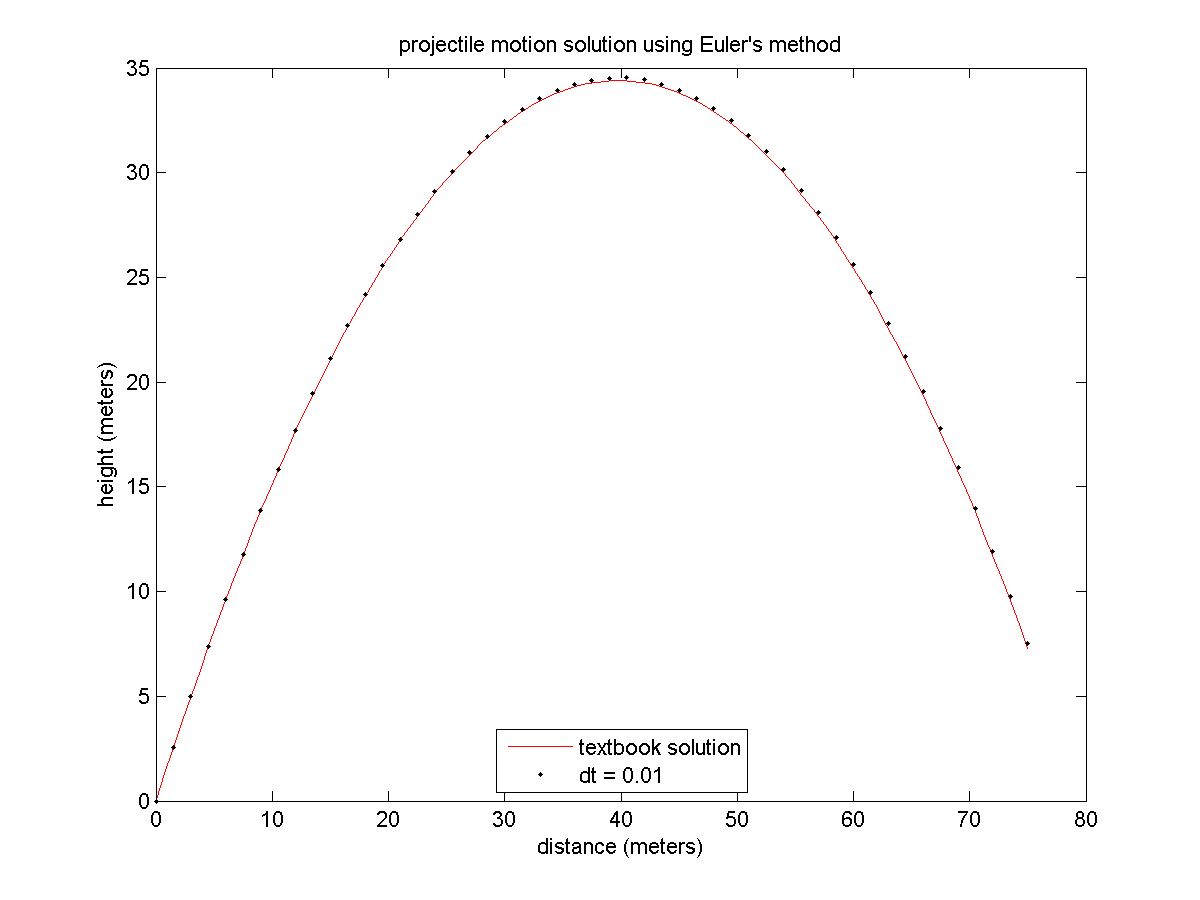 projectile motion solution using Euler's method
35
30
25
20
15
10
5
0
height (meters)
textbook solution
dt = 0.01
0 10 20 30 40 50 60 70 80
distance (meters)